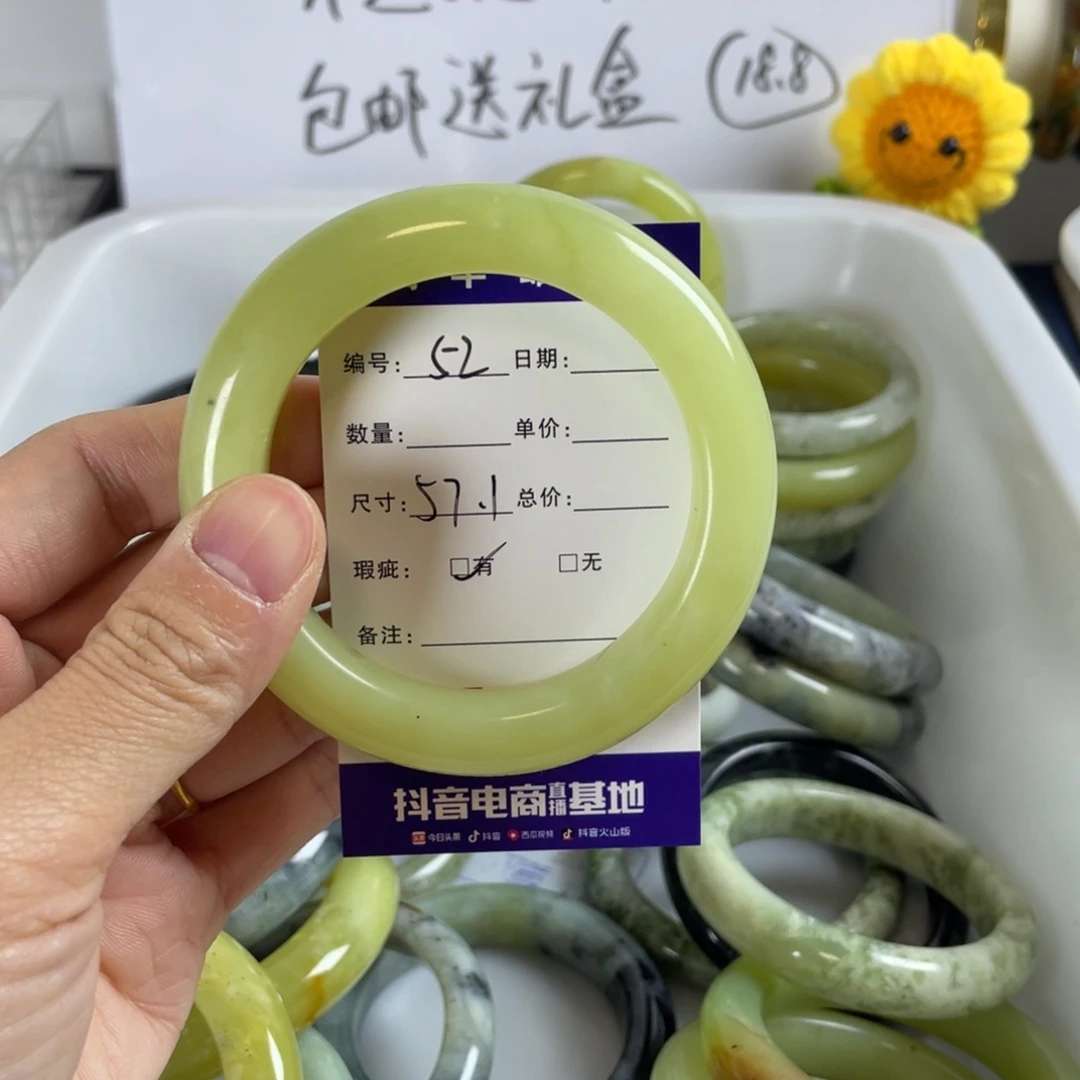 包邮送礼盒 18.8
编号: 52 日期:
数量: 单价:
尺寸: 57.1 总价:
瑕疵: ☑有 □无
备注:
抖音电商直播基地
今日头条 抖音 西瓜视频 抖音火山版